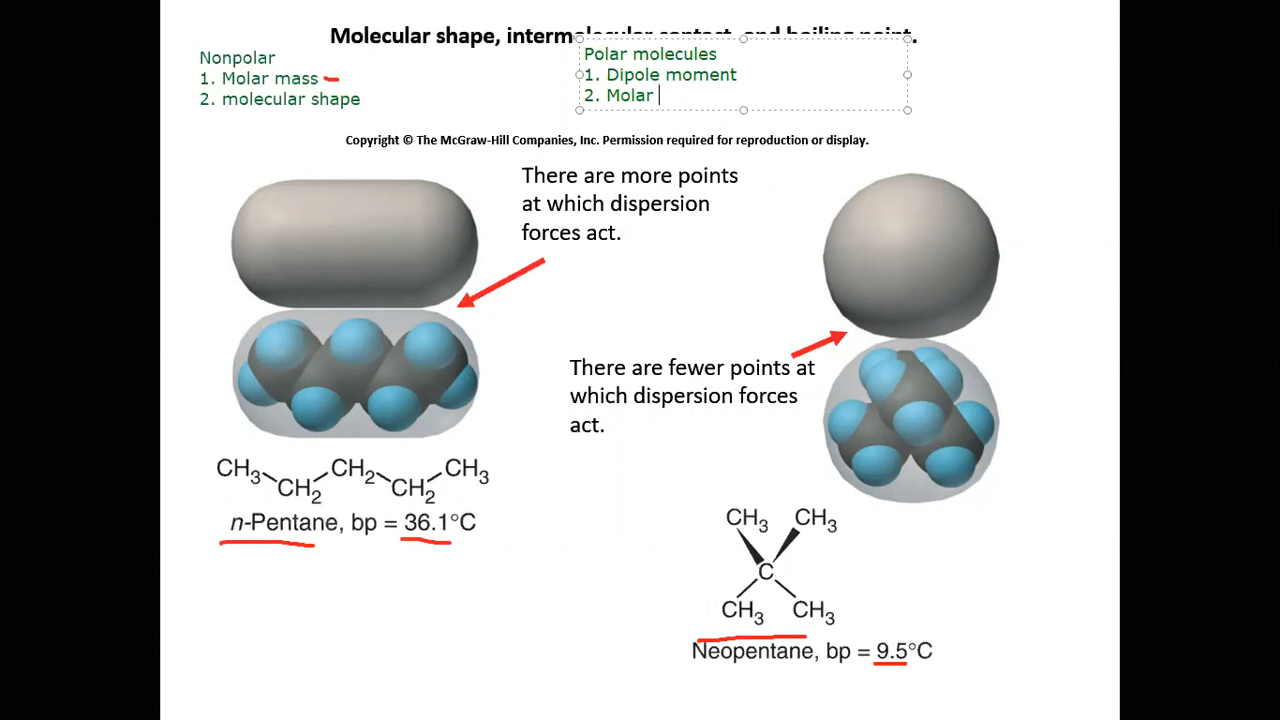 Molecular shape, intermolecular contact, and boiling point.
Nonpolar
1. Molar mass
2. molecular shape
Polar molecules
1. Dipole moment
2. Molar
Copyright © The McGraw-Hill Companies, Inc. Permission required for reproduction or display.
There are more points
at which dispersion
forces act.
There are fewer points at
which dispersion forces
act.
CH3 CH2 CH3
CH2 CH2
n-Pentane, bp = 36.1°C
CH3 CH3
C
CH3 CH3
Neopentane, bp = 9.5°C